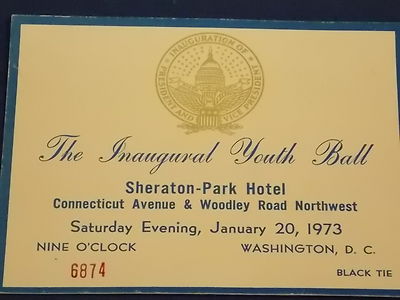 INAUGURATION OF
PRESIDENT AND VICE PRESIDENT
The Inaugural Youth Ball
Sheraton-Park Hotel
Connecticut Avenue & Woodley Road Northwest
Saturday Evening, January 20, 1973
NINE O'CLOCK WASHINGTON, D. C.
6874
BLACK TIE